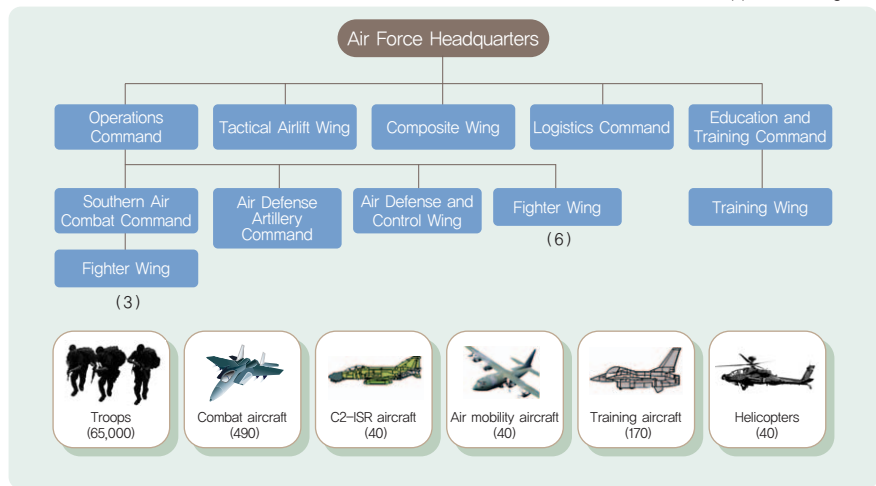 Air Force Headquarters
Operations
Command
Tactical Airlift Wing
Composite Wing
Logistics Command
Education and
Training Command
Southern Air
Combat Command
Air Defense
Artillery
Command
Air Defense and
Control Wing
Fighter Wing
(6)
Training Wing
Fighter Wing
(3)
Troops
(65,000)
Combat aircraft
(490)
C2-ISR aircraft
(40)
Air mobility aircraft
(40)
Training aircraft
(170)
Helicopters
(40)